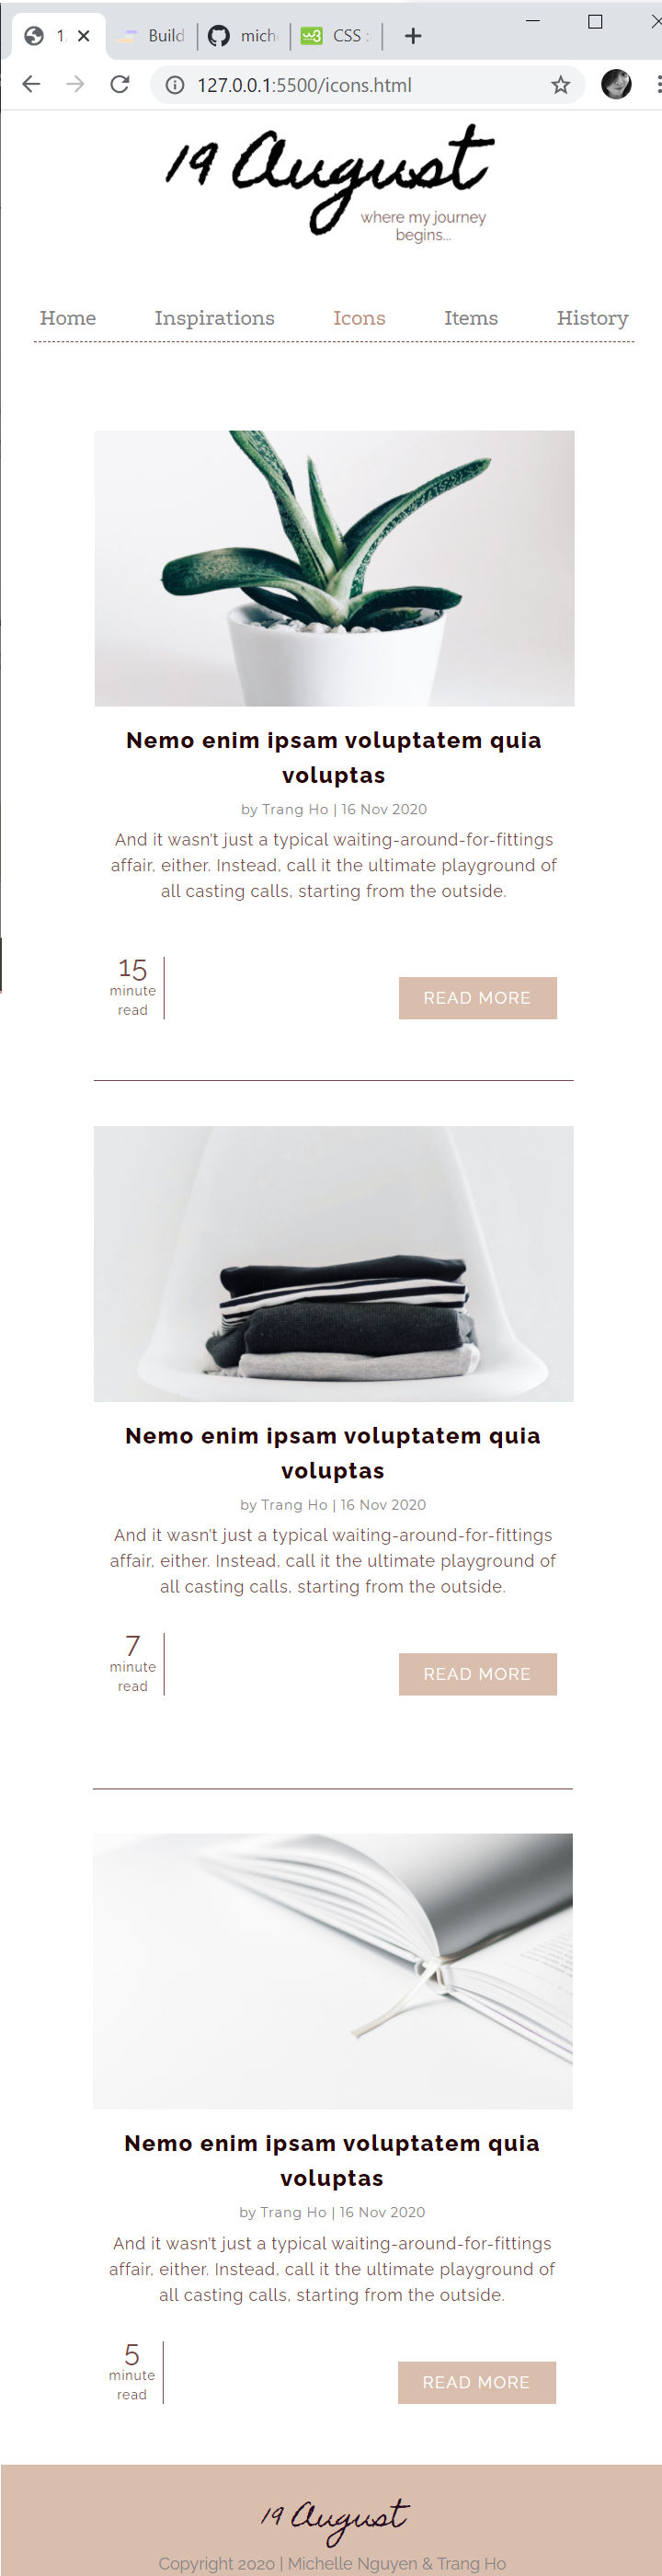 1
Build
mich
CSS :
127.0.0.1:5500/icons.html
19 August
where my journey
begins...
Home Inspirations Icons Items History
Nemo enim ipsam voluptatem quia
voluptas
by Trang Ho | 16 Nov 2020
And it wasn't just a typical waiting-around-for-fittings
affair, either. Instead, call it the ultimate playground of
all casting calls, starting from the outside.
15
minute
read
READ MORE
Nemo enim ipsam voluptatem quia
voluptas
by Trang Ho | 16 Nov 2020
And it wasn't just a typical waiting-around-for-fittings
affair, either. Instead, call it the ultimate playground of
all casting calls, starting from the outside.
7
minute
read
READ MORE
Nemo enim ipsam voluptatem quia
voluptas
by Trang Ho | 16 Nov 2020
And it wasn't just a typical waiting-around-for-fittings
affair, either. Instead, call it the ultimate playground of
all casting calls, starting from the outside.
5
minute
read
READ MORE
19 August
Copyright 2020 | Michelle Nguyen & Trang Ho